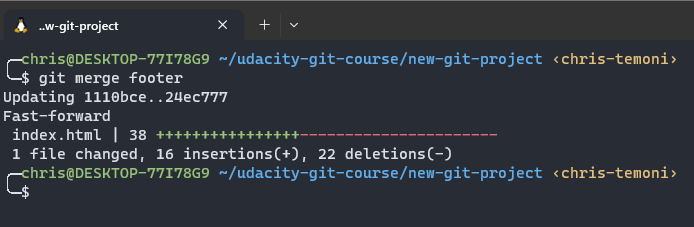 ..w-git-project
chris@DESKTOP-77I78G9 ~/udacity-git-course/new-git-project ‹chris-temoni›
$ git merge footer
Updating 1110bce..24ec777
Fast-forward
 index.html | 38 ++++++++++++++++----------------------
 1 file changed, 16 insertions(+), 22 deletions(-)
chris@DESKTOP-77I78G9 ~/udacity-git-course/new-git-project ‹chris-temoni›
$